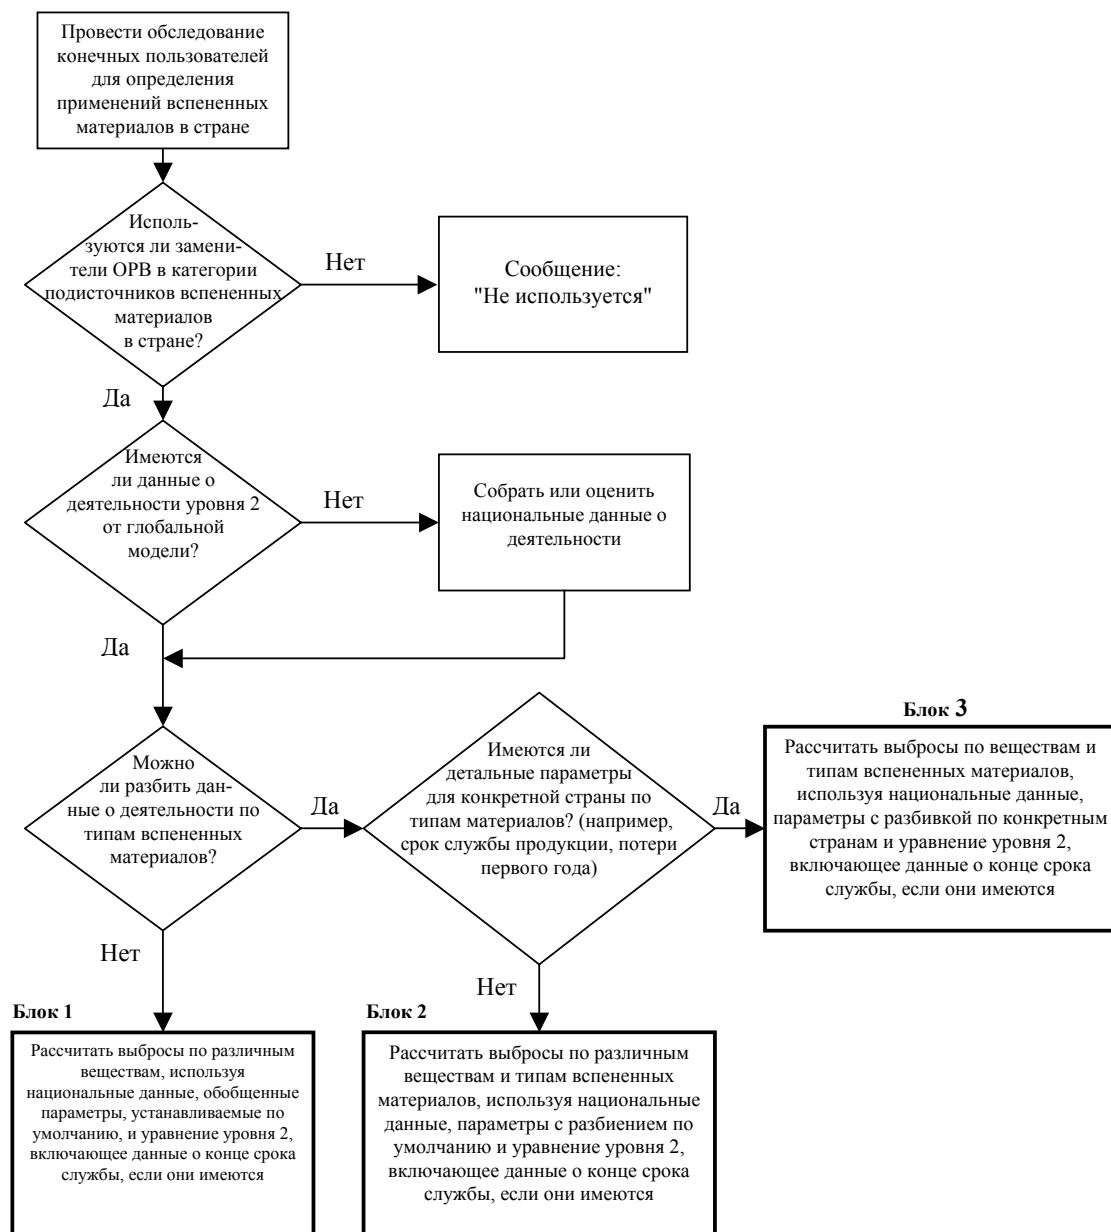 Провести обследование
конечных пользователей
для определения
применений вспененных
материалов в стране
Исполь-
зуются ли замени-
тели ОРВ в категории
подисточников вспененных
материалов
в стране?
Нет
Сообщение:
"Не используется"
Да
Имеются
ли данные о
деятельности уровня 2
от глобальной
модели?
Нет
Собрать или оценить
национальные данные о
деятельности
Да
Можно
ли разбить дан-
ные о деятельности по
типам вспененных
материалов?
Да
Имеются ли
детальные параметры
для конкретной страны по
типам материалов? (например,
срок службы продукции, потери
первого года)
Да
Блок 3
Рассчитать выбросы по веществам и
типам вспененных материалов,
используя национальные данные,
параметры с разбивкой по конкретным
странам и уравнение уровня 2,
включающее данные о конце срока
службы, если они имеются
Нет
Нет
Блок 1
Рассчитать выбросы по различным
веществам, используя
национальные данные, обобщенные
параметры, устанавливаемые по
умолчанию, и уравнение уровня 2,
включающее данные о конце срока
службы, если они имеются
Блок 2
Рассчитать выбросы по различным
веществам и типам вспененных
материалов, используя национальные
данные, параметры с разбиением по
умолчанию и уравнение уровня 2,
включающее данные о конце срока
службы, если они имеются